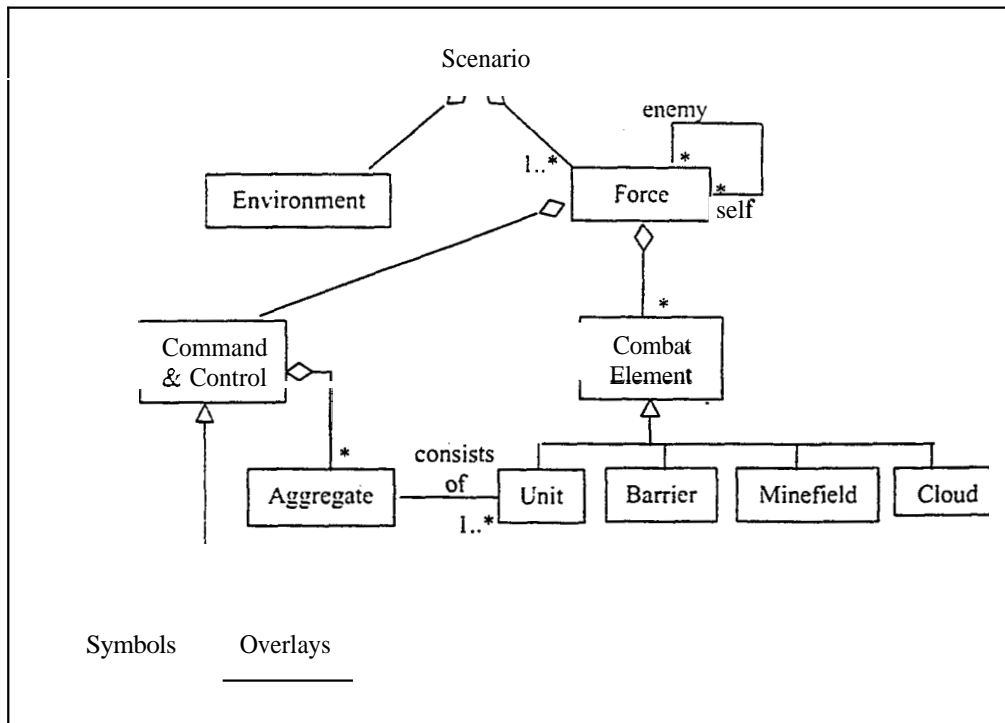 Scenario
enemy
1..*
*
Environment
Force
*
self
*
Command
& Control
Combat
Element
*
consists
of
Aggregate
Unit
Barrier
Minefield
Cloud
1..*
Symbols
Overlays